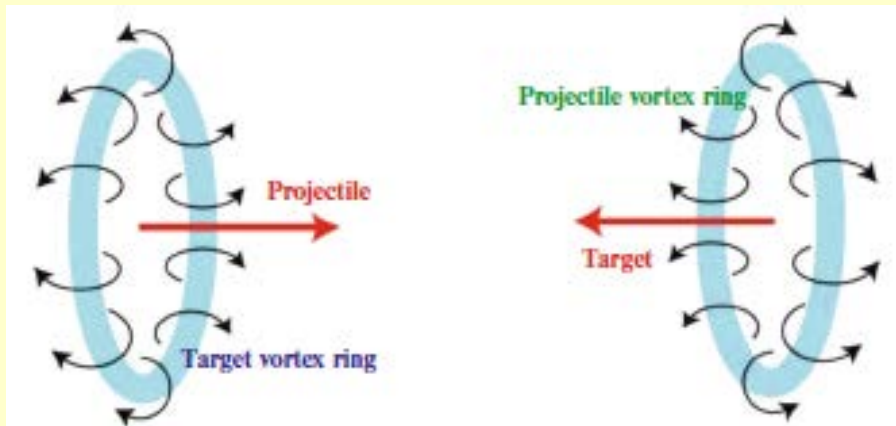 Projectile vortex ring
Projectile
Target
Target vortex ring